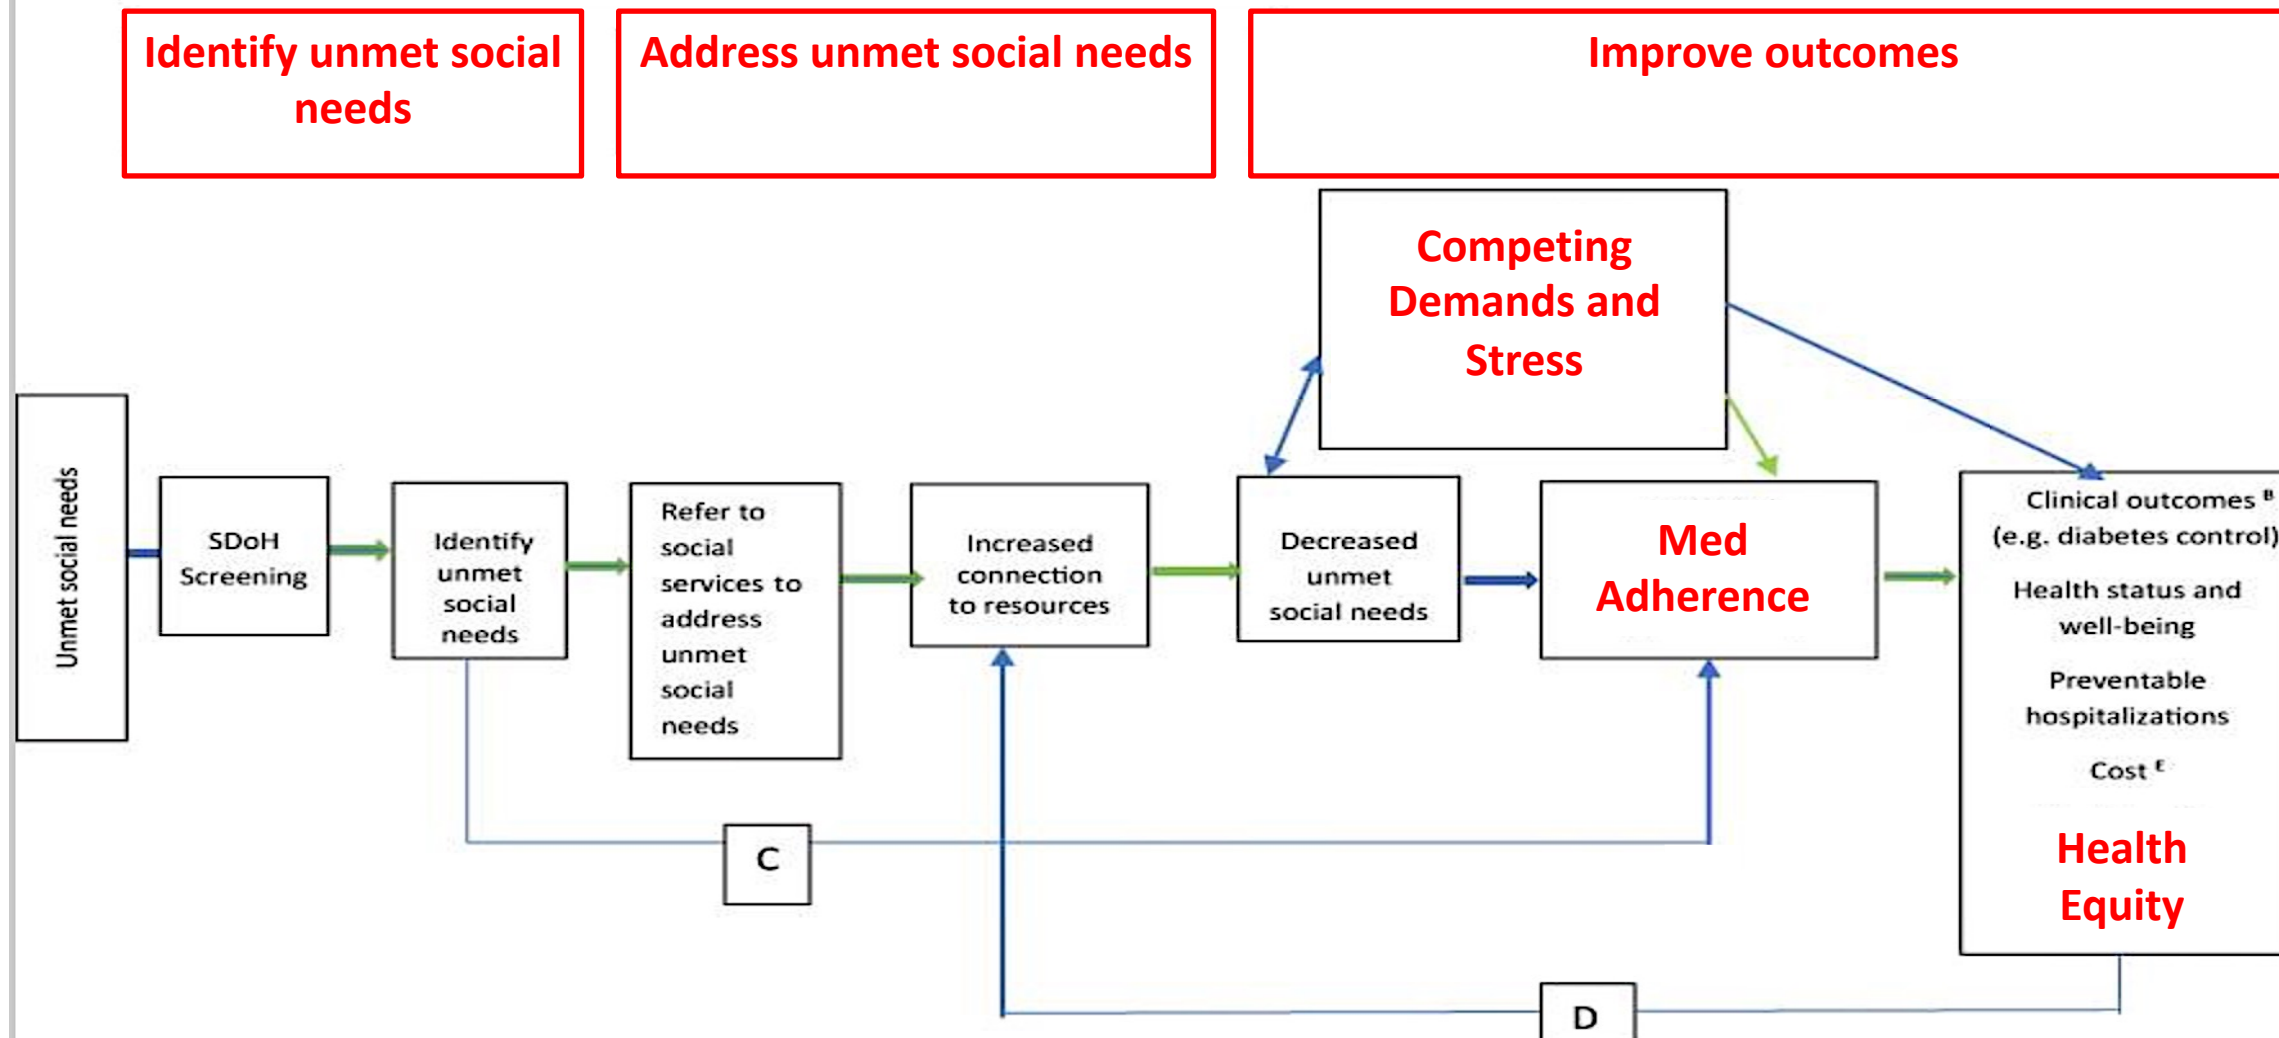 Identify unmet social
needs
Address unmet social needs
Improve outcomes
Competing
Demands and
Stress
Unmet social needs
SDoH
Screening
Identify
unmet
social
needs
Refer to
social
services to
address
unmet
social
needs
Increased
connection
to resources
Decreased
unmet
social needs
Med
Adherence
Clinical outcomes B
(e.g. diabetes control)
Health status and
well-being
Preventable
hospitalizations
Cost E
Health
Equity
C
D